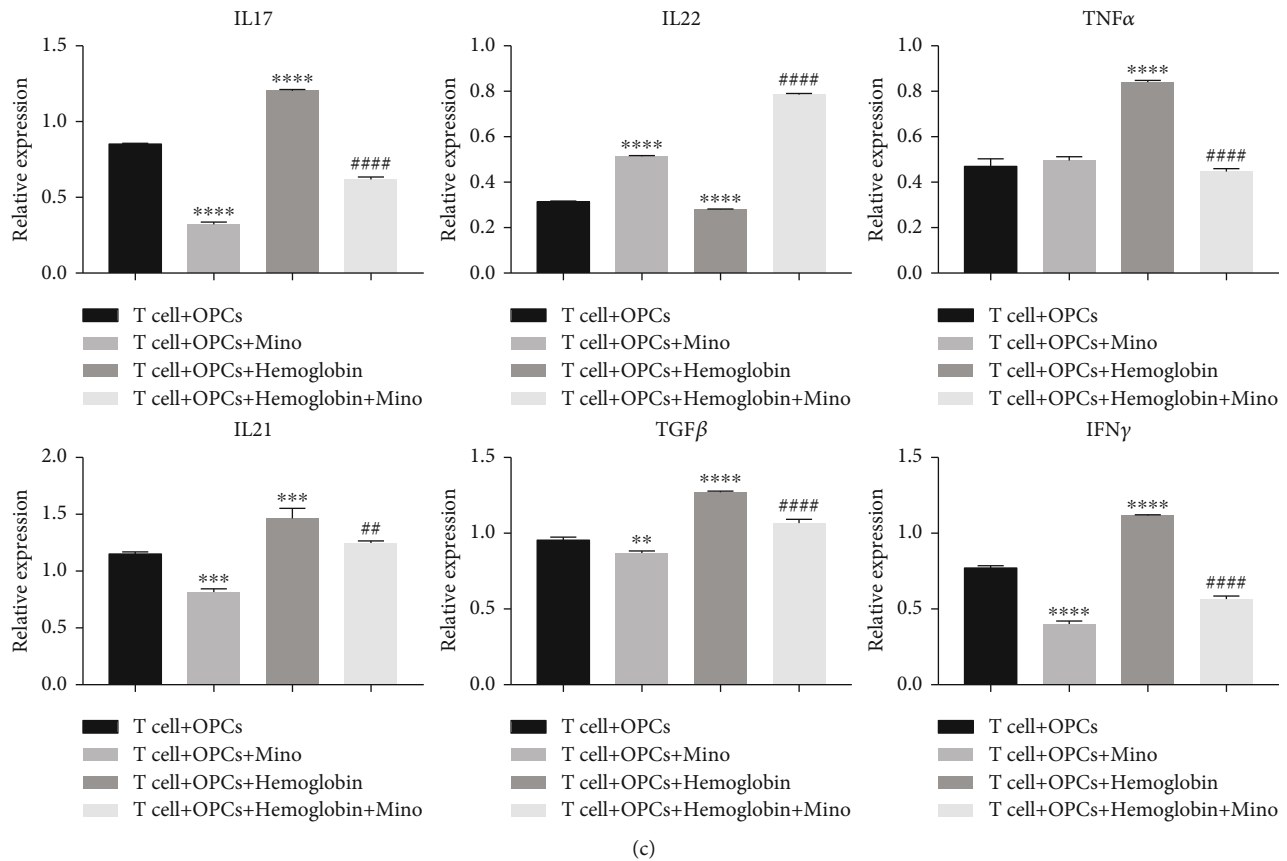 IL17
Relative expression
1.5
1.0
0.5
0.0
****
****
####
T cell+OPCs
T cell+OPCs+Mino
T cell+OPCs+Hemoglobin
T cell+OPCs+Hemoglobin+Mino
IL22
Relative expression
1.0
0.8
0.6
0.4
0.2
0.0
****
****
####
T cell+OPCs
T cell+OPCs+Mino
T cell+OPCs+Hemoglobin
T cell+OPCs+Hemoglobin+Mino
TNFα
Relative expression
1.0
0.8
0.6
0.4
0.2
0.0
****
####
T cell+OPCs
T cell+OPCs+Mino
T cell+OPCs+Hemoglobin
T cell+OPCs+Hemoglobin+Mino
IL21
Relative expression
2.0
1.5
1.0
0.5
0.0
***
***
##
T cell+OPCs
T cell+OPCs+Mino
T cell+OPCs+Hemoglobin
T cell+OPCs+Hemoglobin+Mino
TGFβ
Relative expression
1.5
1.0
0.5
0.0
**
****
####
T cell+OPCs
T cell+OPCs+Mino
T cell+OPCs+Hemoglobin
T cell+OPCs+Hemoglobin+Mino
IFNγ
Relative expression
1.5
1.0
0.5
0.0
****
****
####
T cell+OPCs
T cell+OPCs+Mino
T cell+OPCs+Hemoglobin
T cell+OPCs+Hemoglobin+Mino
(c)